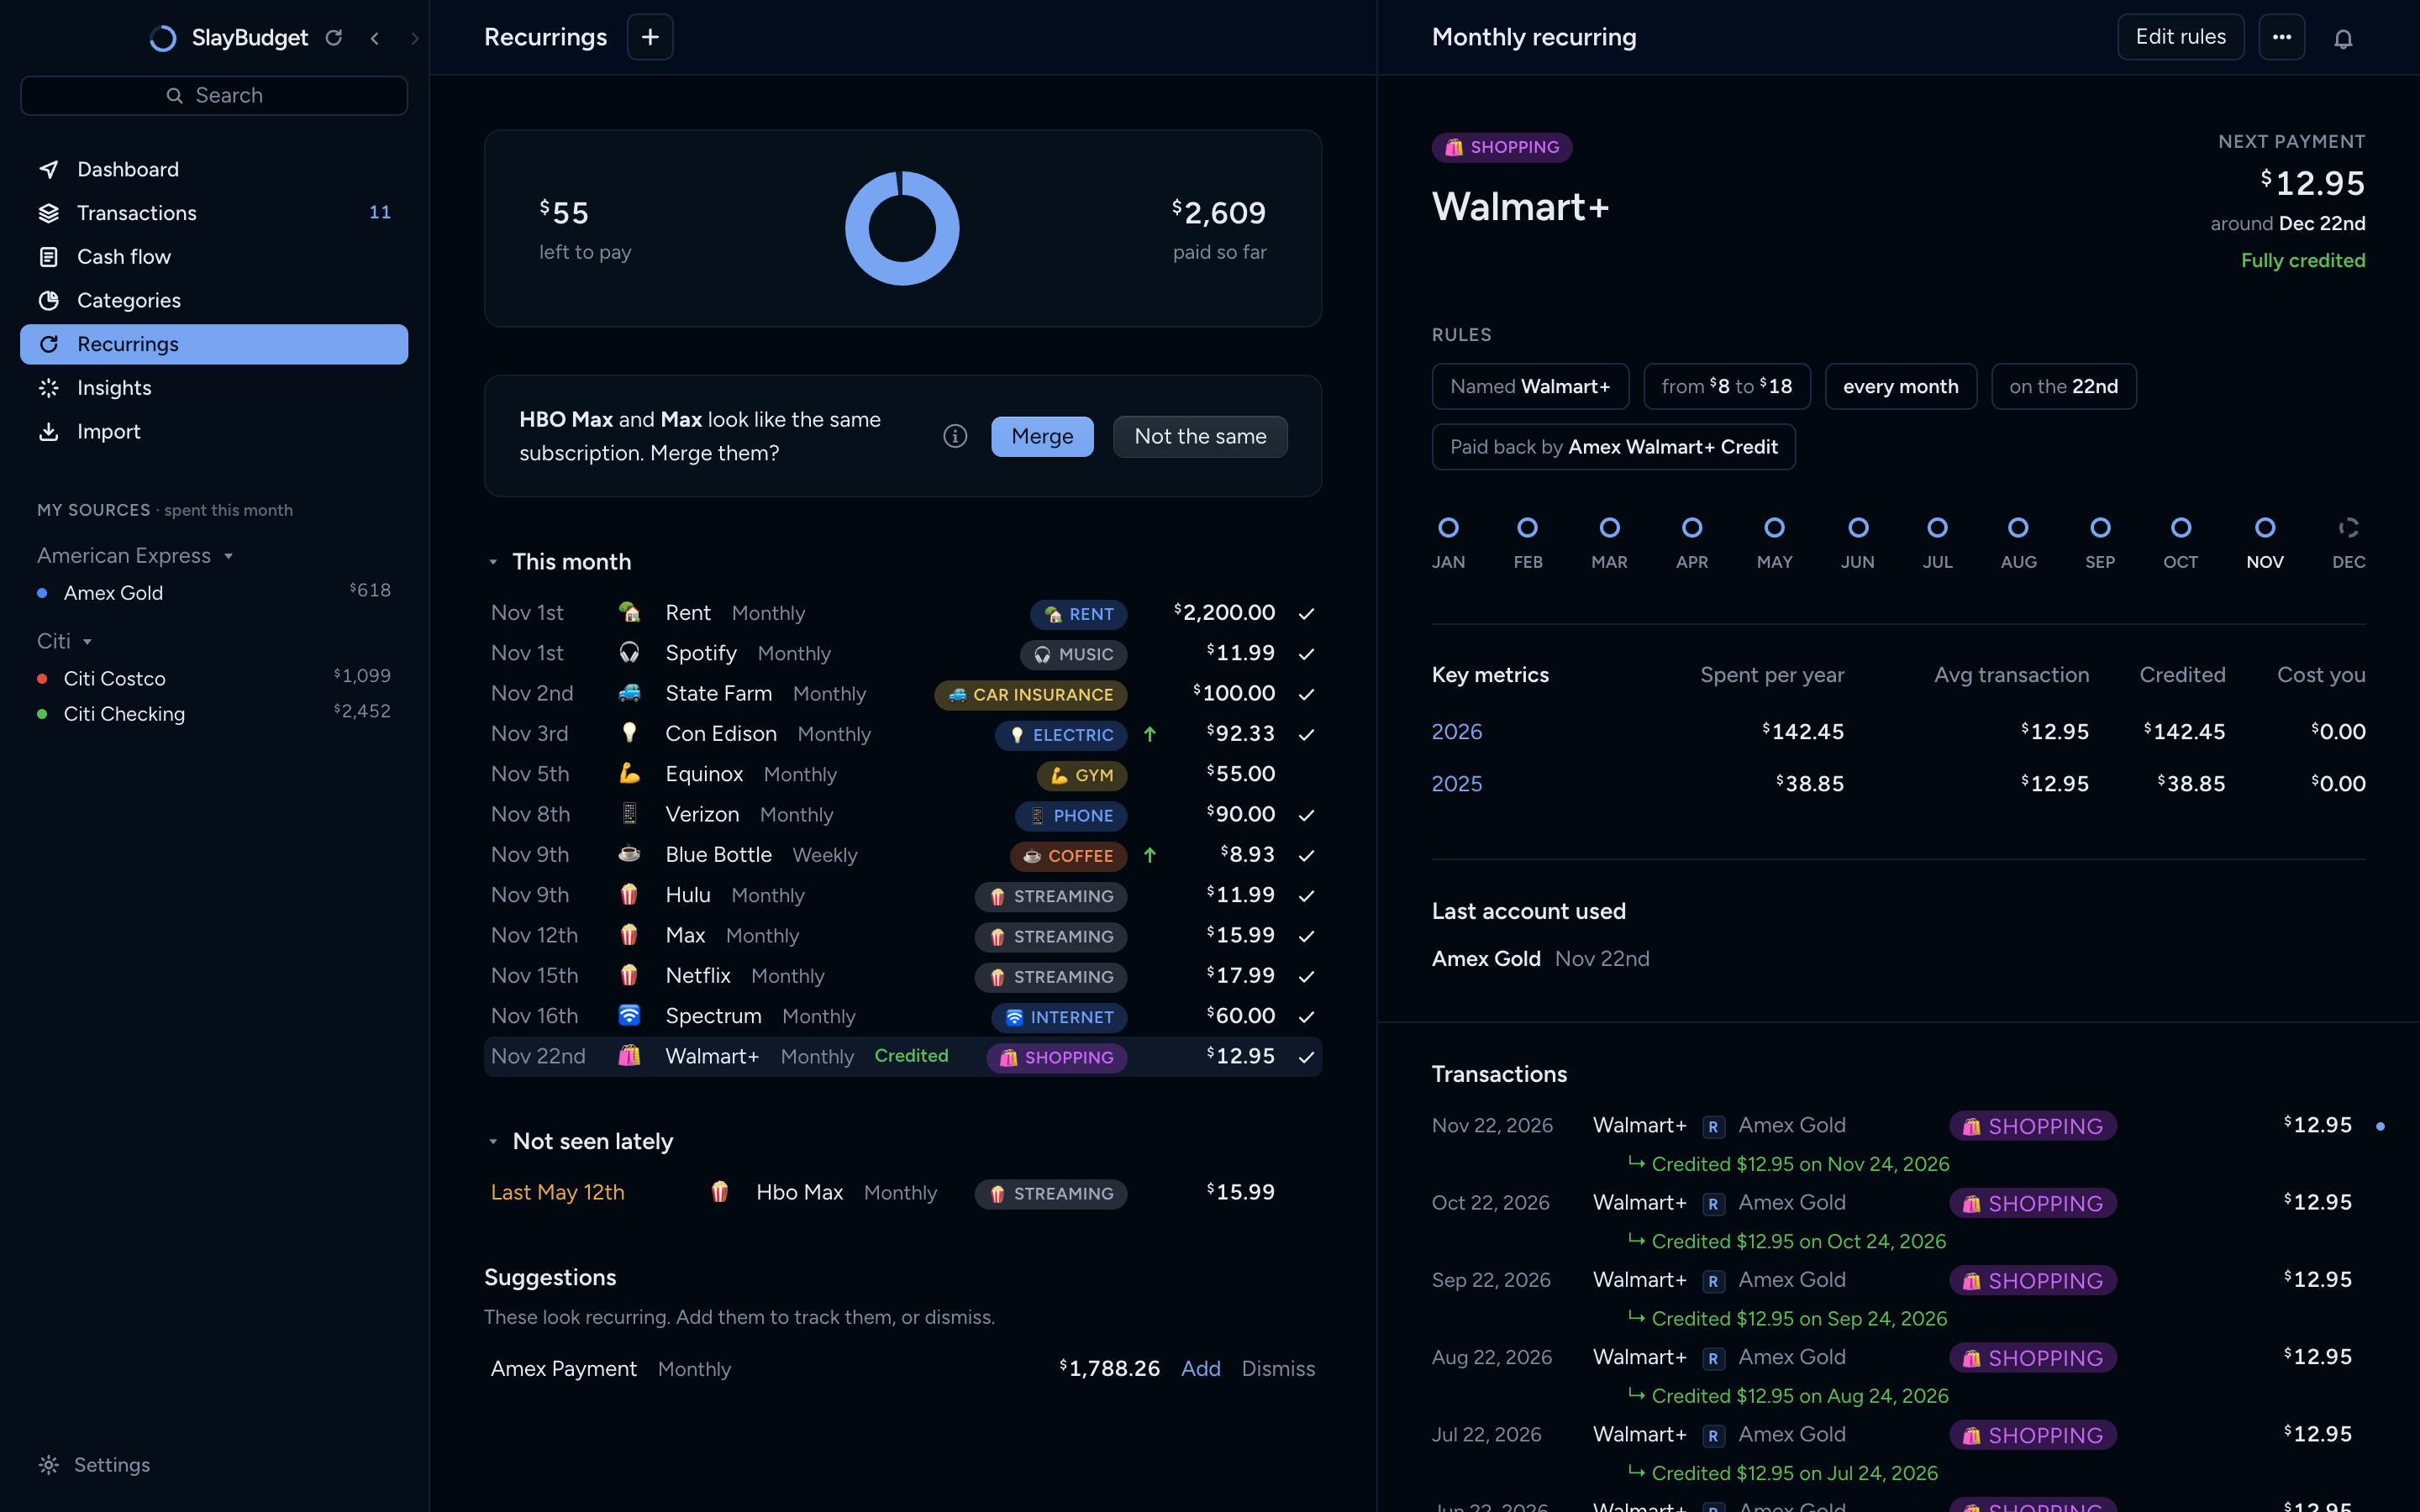 SlayBudget
Search
Dashboard
Transactions 11
Cash flow
Categories
Recurrings
Insights
Import
MY SOURCES · spent this month
American Express
Amex Gold $618
Citi
Citi Costco $1,099
Citi Checking $2,452
Settings
Recurrings +
$55
left to pay
$2,609
paid so far
HBO Max and Max look like the same
subscription. Merge them?
Merge
Not the same
This month
Nov 1st Rent Monthly RENT $2,200.00
Nov 1st Spotify Monthly MUSIC $11.99
Nov 2nd State Farm Monthly CAR INSURANCE $100.00
Nov 3rd Con Edison Monthly ELECTRIC $92.33
Nov 5th Equinox Monthly GYM $55.00
Nov 8th Verizon Monthly PHONE $90.00
Nov 9th Blue Bottle Weekly COFFEE $8.93
Nov 9th Hulu Monthly STREAMING $11.99
Nov 12th Max Monthly STREAMING $15.99
Nov 15th Netflix Monthly STREAMING $17.99
Nov 16th Spectrum Monthly INTERNET $60.00
Nov 22nd Walmart+ Monthly Credited SHOPPING $12.95
Not seen lately
Last May 12th Hbo Max Monthly STREAMING $15.99
Suggestions
These look recurring. Add them to track them, or dismiss.
Amex Payment Monthly $1,788.26 Add Dismiss
Monthly recurring
Edit rules
SHOPPING
Walmart+
NEXT PAYMENT
$12.95
around Dec 22nd
Fully credited
RULES
Named Walmart+ from $8 to $18 every month on the 22nd
Paid back by Amex Walmart+ Credit
JAN FEB MAR APR MAY JUN JUL AUG SEP OCT NOV DEC
Key metrics Spent per year Avg transaction Credited Cost you
2026 $142.45 $12.95 $142.45 $0.00
2025 $38.85 $12.95 $38.85 $0.00
Last account used
Amex Gold Nov 22nd
Transactions
Nov 22, 2026 Walmart+ R Amex Gold SHOPPING $12.95
Credited $12.95 on Nov 24, 2026
Oct 22, 2026 Walmart+ R Amex Gold SHOPPING $12.95
Credited $12.95 on Oct 24, 2026
Sep 22, 2026 Walmart+ R Amex Gold SHOPPING $12.95
Credited $12.95 on Sep 24, 2026
Aug 22, 2026 Walmart+ R Amex Gold SHOPPING $12.95
Credited $12.95 on Aug 24, 2026
Jul 22, 2026 Walmart+ R Amex Gold SHOPPING $12.95
Credited $12.95 on Jul 24, 2026
Jun 22, 2026 Walmart+ R Amex Gold SHOPPING $12.95